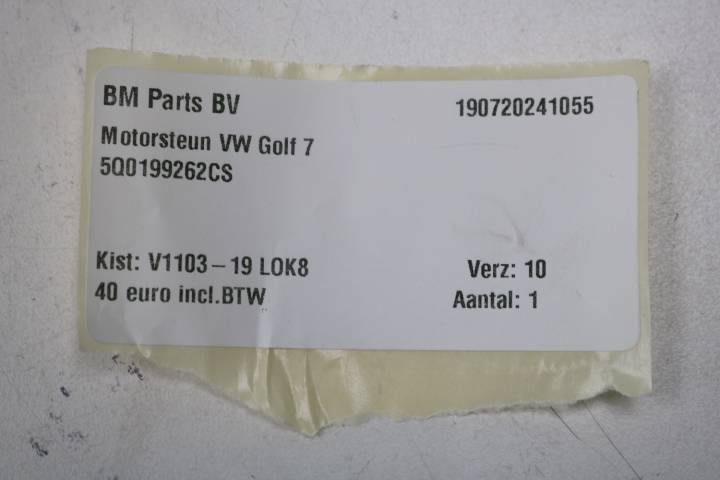 BM Parts BV 190720241055
Motorsteun VW Golf 7
5Q0199262CS
Kist: V1103-19 LOK8 Verz: 10
40 euro incl.BTW Aantal: 1